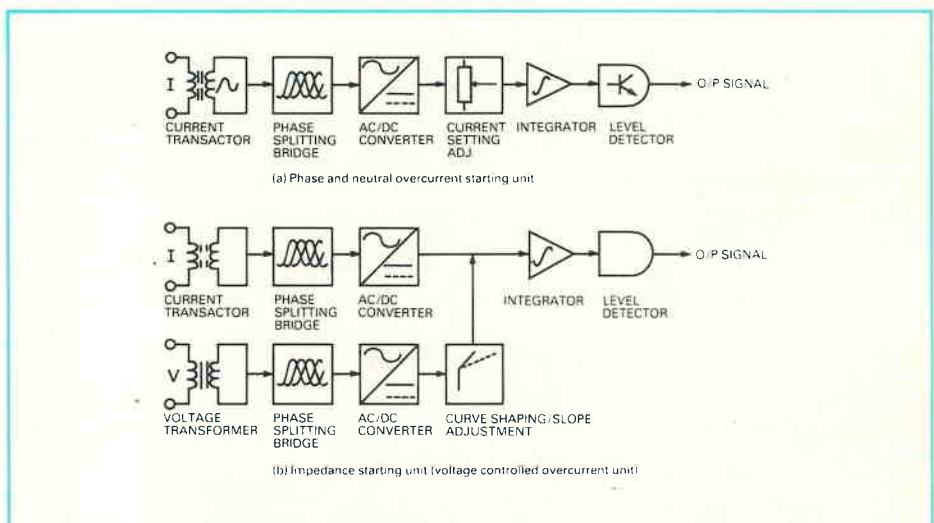 I
O/P SIGNAL
CURRENT TRANSACTOR
PHASE SPLITTING BRIDGE
AC/DC CONVERTER
CURRENT SETTING ADJ.
INTEGRATOR
LEVEL DETECTOR
(a) Phase and neutral overcurrent starting unit
I
O/P SIGNAL
CURRENT TRANSACTOR
PHASE SPLITTING BRIDGE
AC/DC CONVERTER
INTEGRATOR
LEVEL DETECTOR
V
VOLTAGE TRANSFORMER
PHASE SPLITTING BRIDGE
AC/DC CONVERTER
CURVE SHAPING/SLOPE ADJUSTMENT
(b) Impedance starting unit (voltage controlled overcurrent unit)